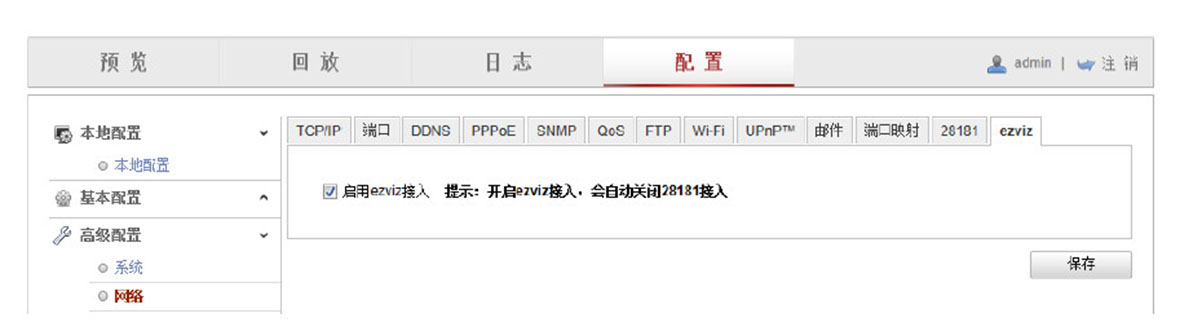 预览 回放 日志 配置 admin | 注销
本地配置 TCP/IP 端口 DDNS PPPoE SNMP QoS FTP Wi-Fi UPnP™ 邮件 端口映射 28181 ezviz
本地配置
基本配置 启用ezviz接入 提示：开启ezviz接入，会自动关闭28181接入
高级配置
系统 保存
网络